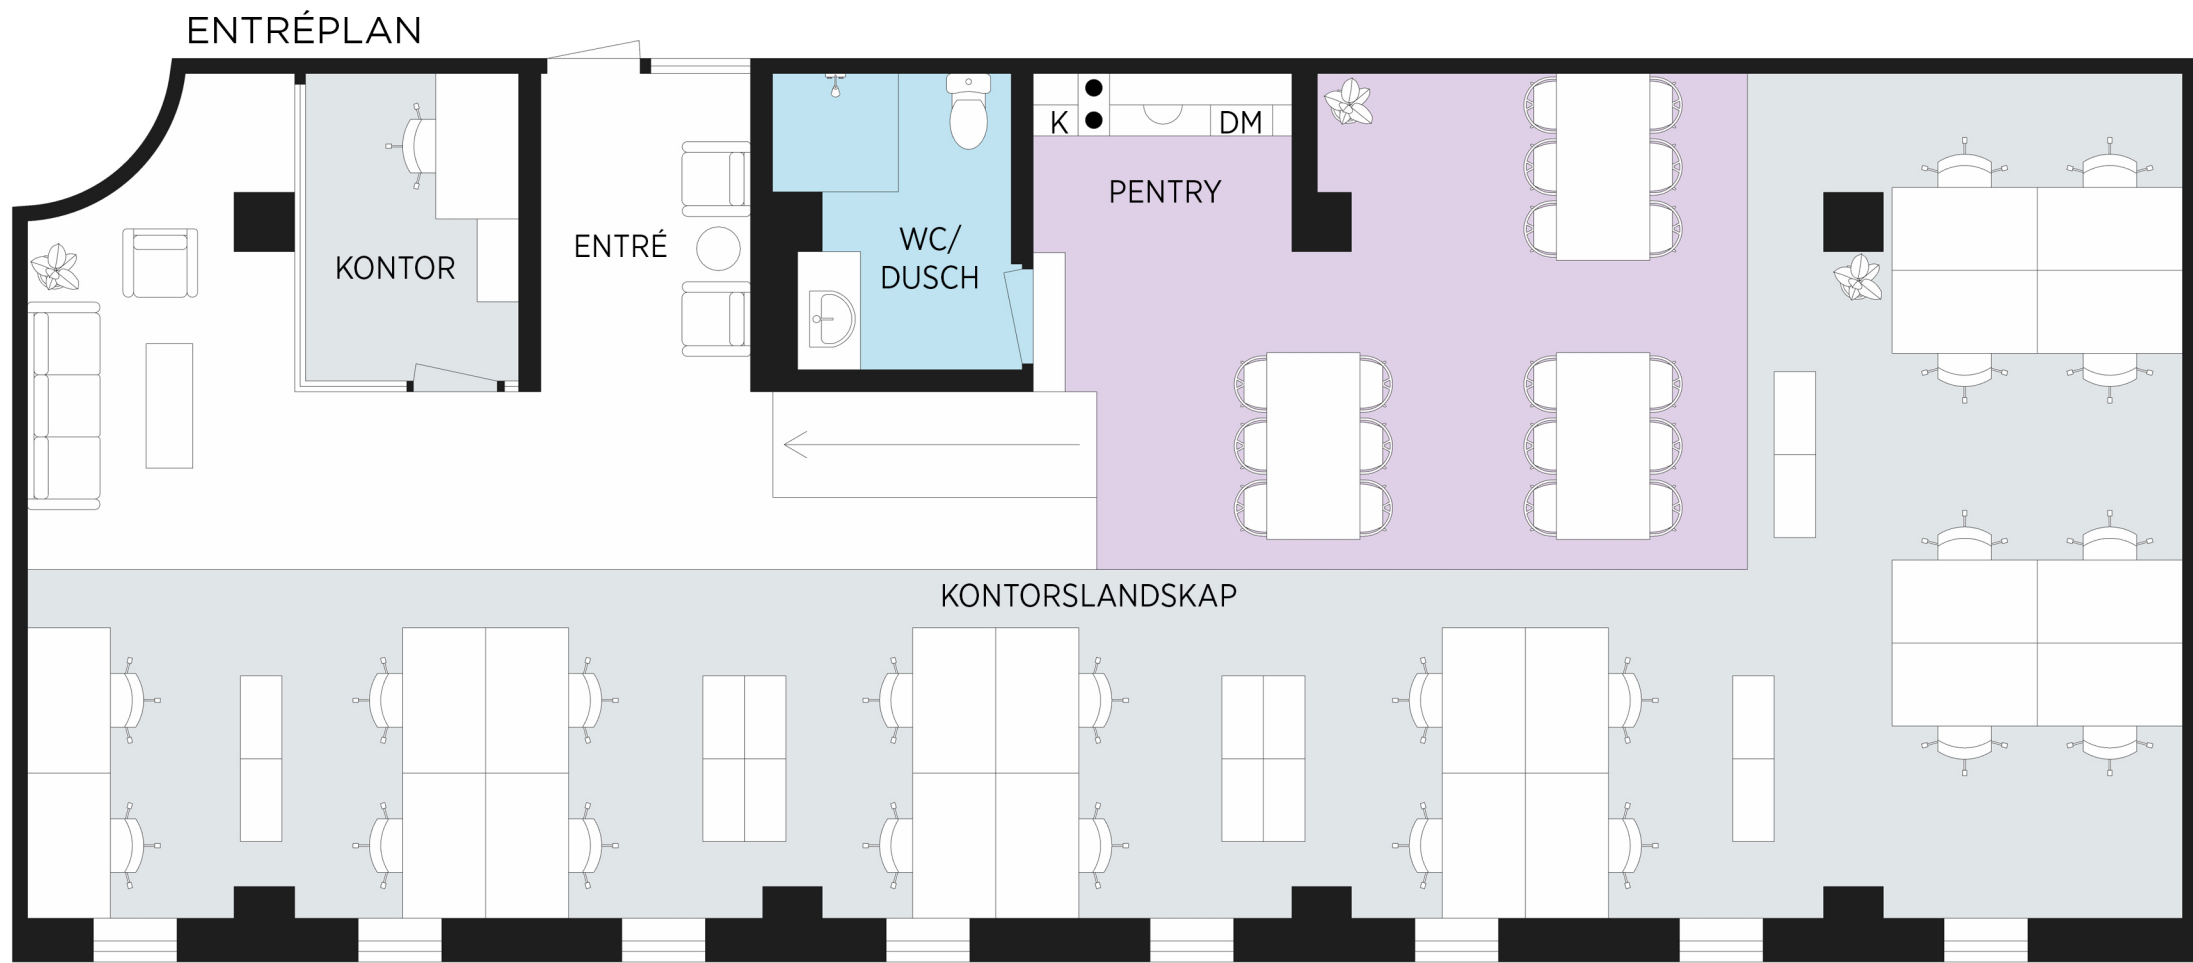 ENTRÉPLAN
K
DM
PENTRY
ENTRÉ
WC/
DUSCH
KONTOR
KONTORSLANDSKAP